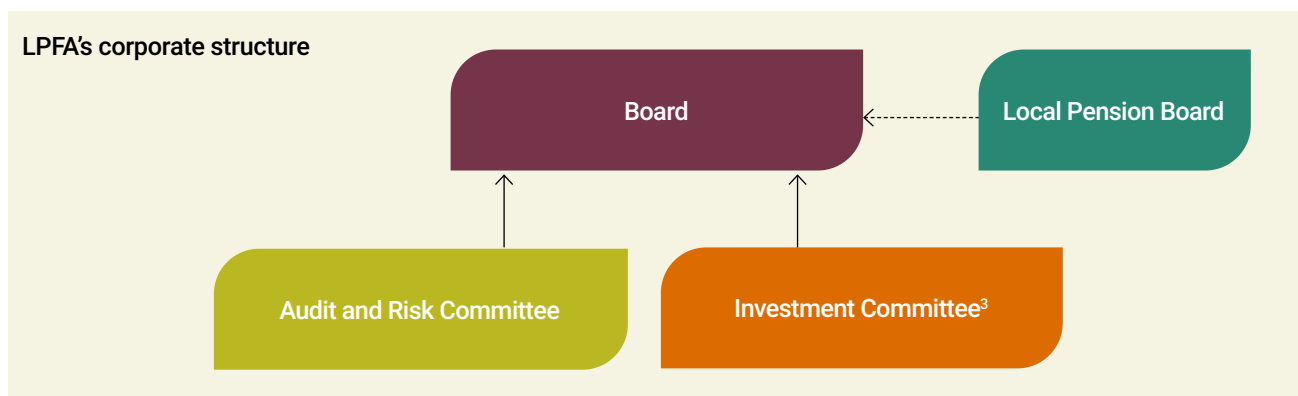 LPFA’s corporate structure
Board
Local Pension Board
Audit and Risk Committee
Investment Committee³